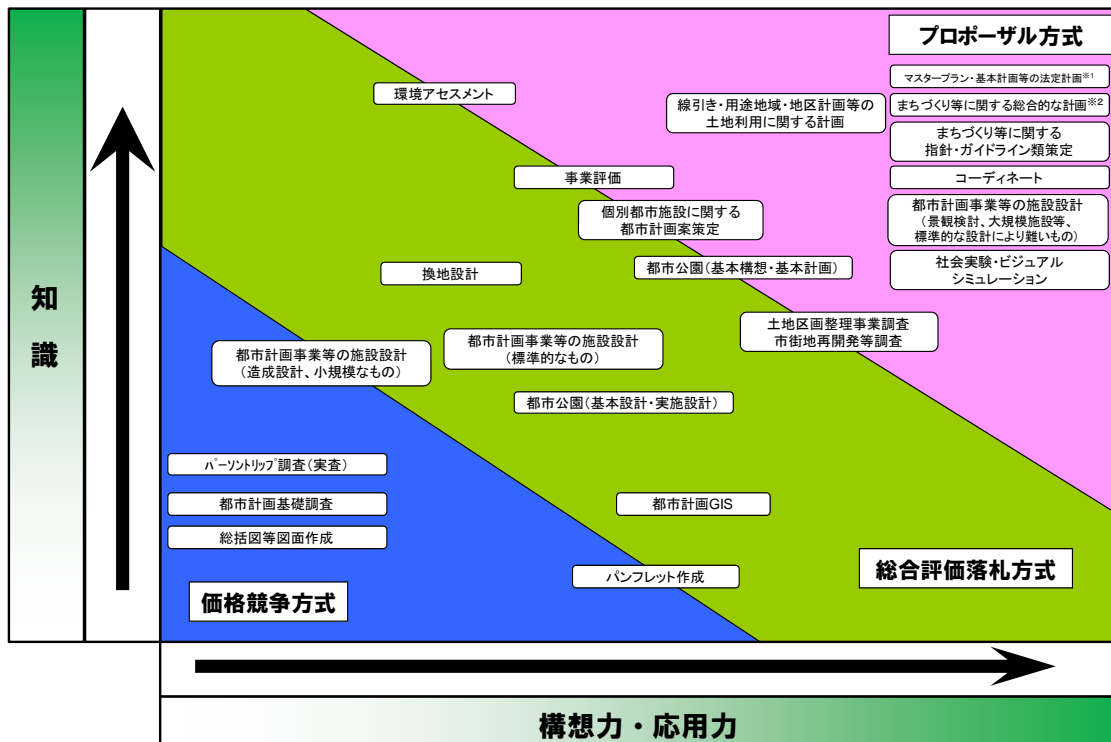 プロポーザル方式
マスタープラン・基本計画等の法定計画※1
まちづくり等に関する総合的な計画※2
まちづくり等に関する
指針・ガイドライン類策定
コーディネート
都市計画事業等の施設設計
(景観検討、大規模施設等、
標準的な設計により難いもの)
社会実験・ビジュアル
シミュレーション
環境アセスメント
線引き・用途地域・地区計画等の
土地利用に関する計画
事業評価
個別都市施設に関する
都市計画案策定
換地設計
都市公園(基本構想・基本計画)
土地区画整理事業調査
市街地再開発等調査
都市計画事業等の施設設計
(造成設計、小規模なもの)
都市計画事業等の施設設計
(標準的なもの)
都市公園(基本設計・実施設計)
パーソントリップ調査(実査)
都市計画基礎調査
総括図等図面作成
都市計画GIS
パンフレット作成
総合評価落札方式
価格競争方式
知識
構想力・応用力